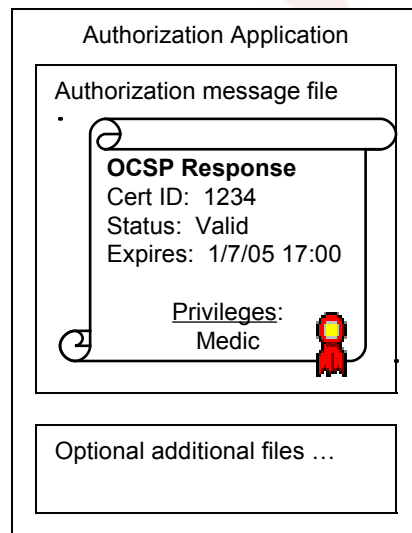 Authorization Application
Authorization message file
OCSP Response
Cert ID: 1234
Status: Valid
Expires: 1/7/05 17:00
Privileges:
Medic
Optional additional files …